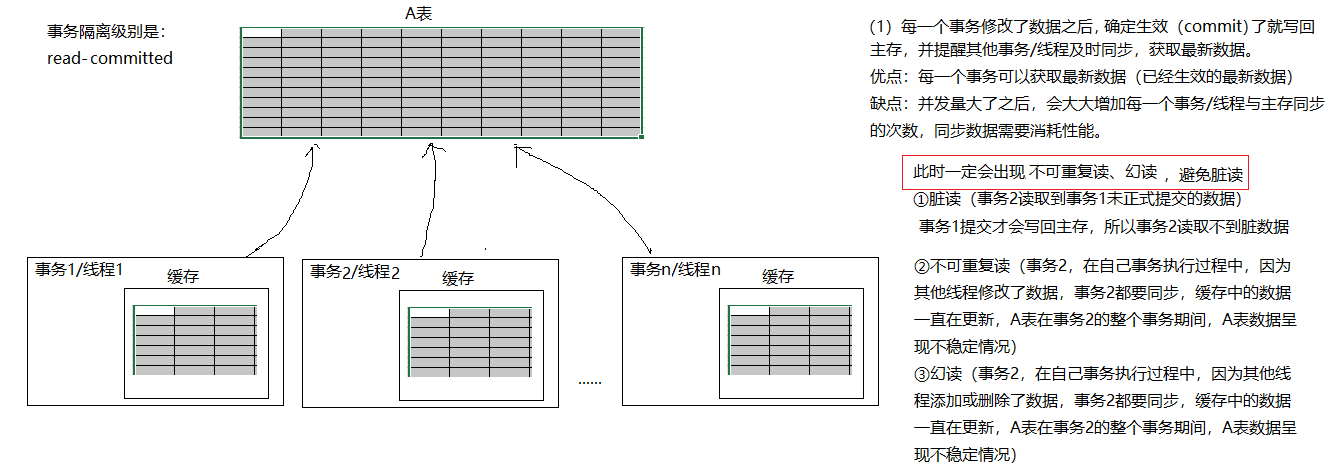 A表
事务隔离级别是：
read-committed
事务1/线程1
缓存
事务2/线程2
缓存
......
事务n/线程n
缓存
（1）每一个事务修改了数据之后，确定生效（commit）了就写回
主存，并提醒其他事务/线程及时同步，获取最新数据。
优点：每一个事务可以获取最新数据（已经生效的最新数据）
缺点：并发量大了之后，会大大增加每一个事务/线程与主存同步
的次数，同步数据需要消耗性能。
此时一定会出现 不可重复读、幻读 ，避免脏读
①脏读（事务2读取到事务1未正式提交的数据）
事务1提交才会写回主存，所以事务2读取不到脏数据
②不可重复读（事务2，在自己事务执行过程中，因为
其他线程修改了数据，事务2都要同步，缓存中的数据
一直在更新，A表在事务2的整个事务期间，A表数据呈
现不稳定情况）
③幻读（事务2，在自己事务执行过程中，因为其他线
程添加或删除了数据，事务2都要同步，缓存中的数据
一直在更新，A表在事务2的整个事务期间，A表数据呈
现不稳定情况）